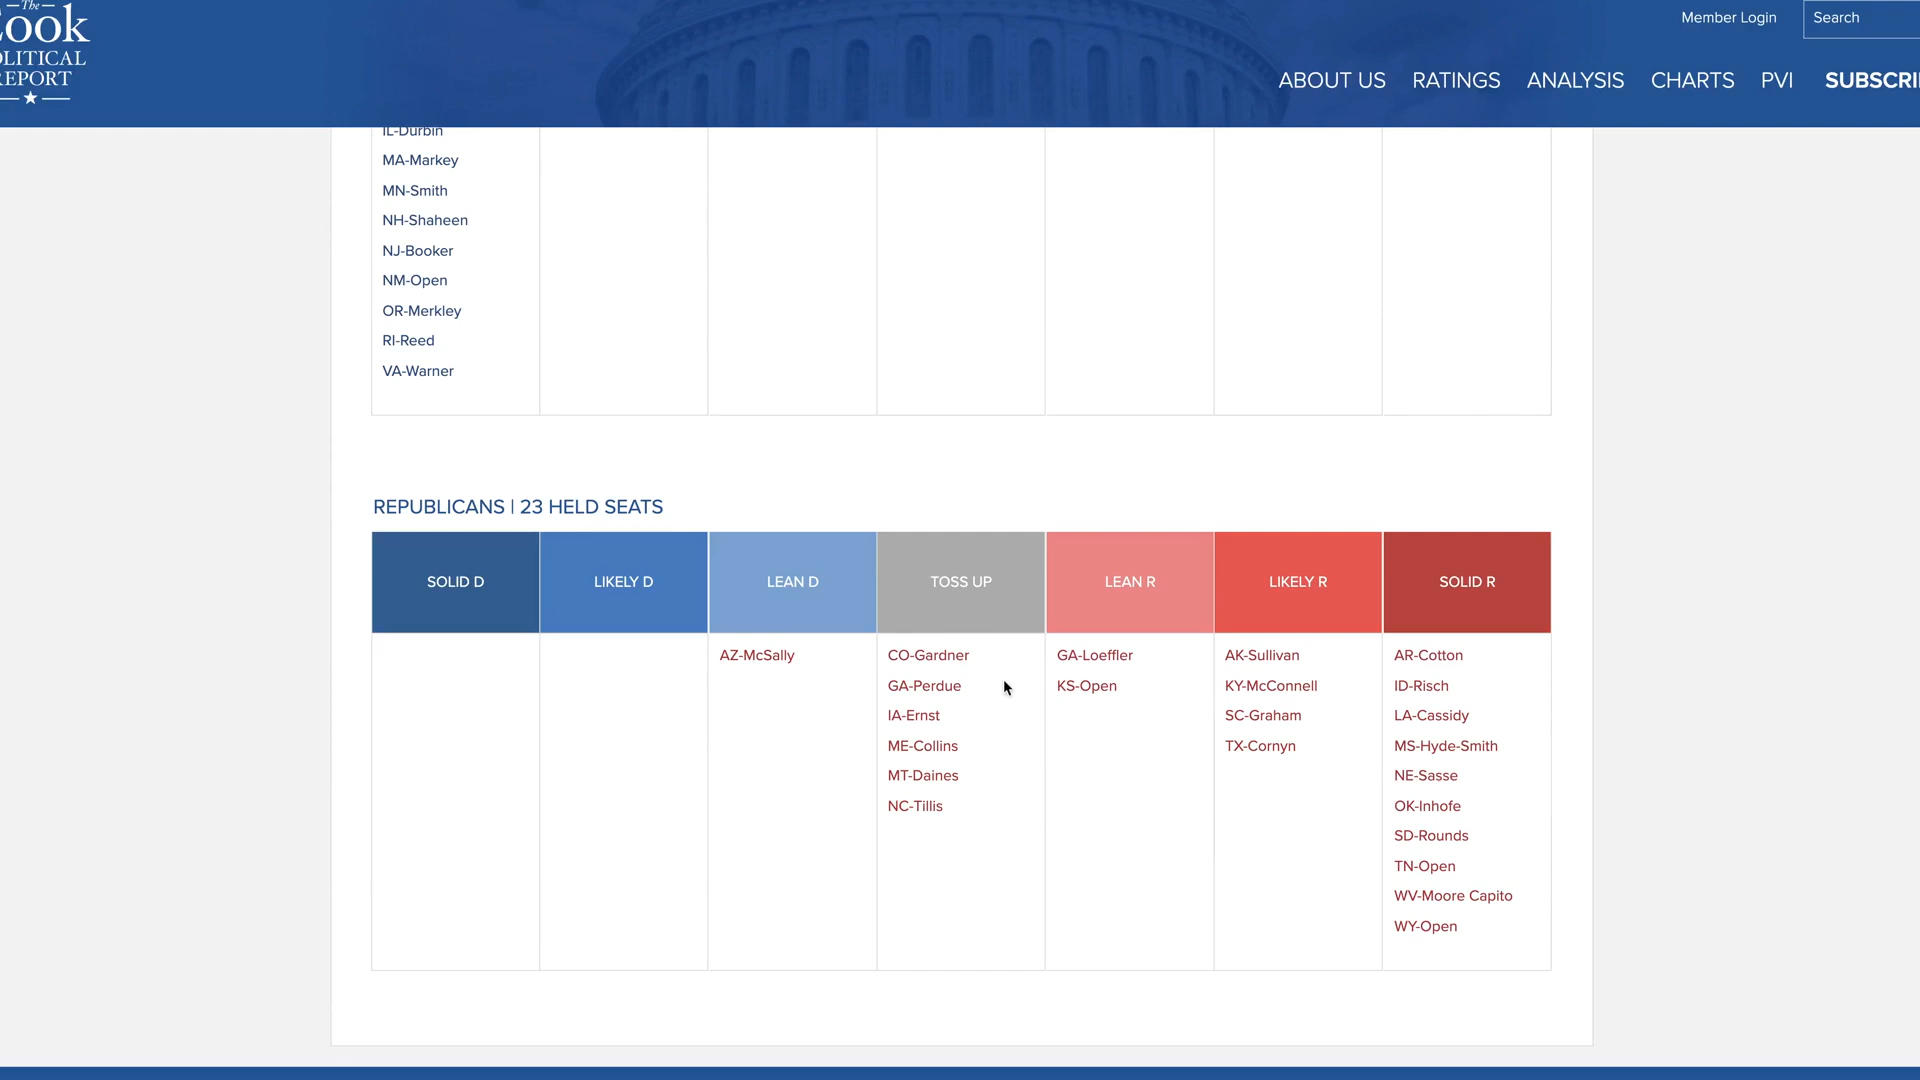 The
Cook
POLITICAL
REPORT
Member Login
Search
ABOUT US RATINGS ANALYSIS CHARTS PVI SUBSCRI
IL-Durbin
MA-Markey
MN-Smith
NH-Shaheen
NJ-Booker
NM-Open
OR-Merkley
RI-Reed
VA-Warner
REPUBLICANS | 23 HELD SEATS
SOLID D LIKELY D LEAN D TOSS UP LEAN R LIKELY R SOLID R
AZ-McSally CO-Gardner GA-Loeffler AK-Sullivan AR-Cotton
GA-Perdue KS-Open KY-McConnell ID-Risch
IA-Ernst SC-Graham LA-Cassidy
ME-Collins TX-Cornyn MS-Hyde-Smith
MT-Daines NE-Sasse
NC-Tillis OK-Inhofe
SD-Rounds
TN-Open
WV-Moore Capito
WY-Open